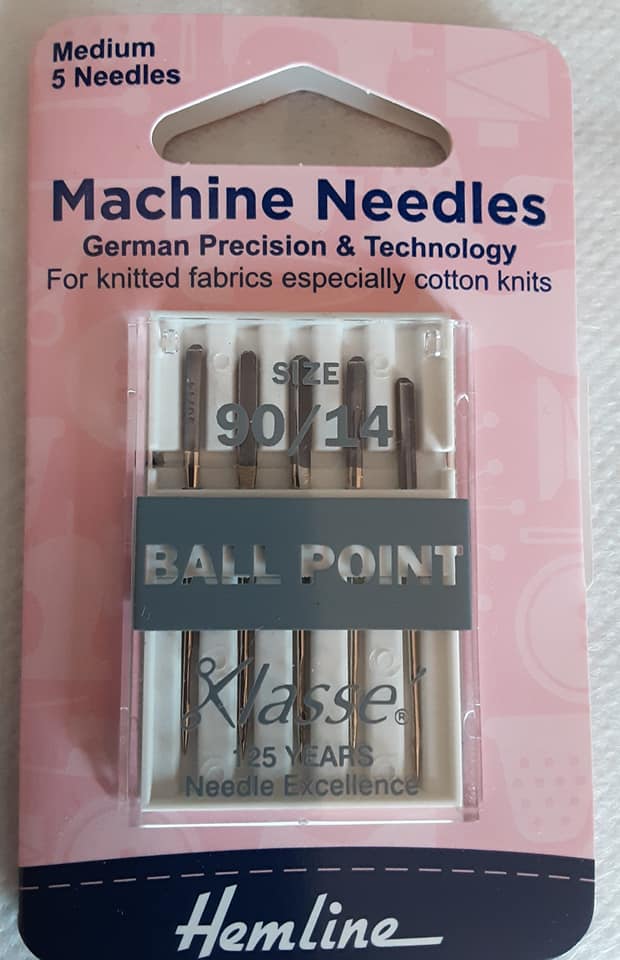 Medium
5 Needles
Machine Needles
German Precision & Technology
For knitted fabrics especially cotton knits
SIZE
90/14
BALL POINT
Klassé®
125 YEARS
Needle Excellence
Hemline